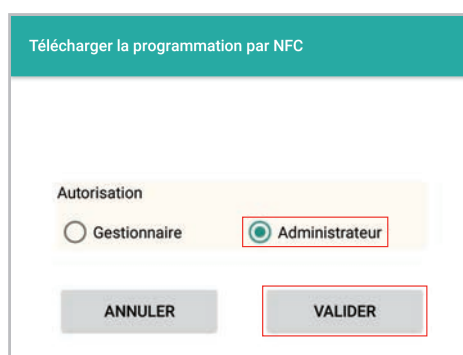 Télécharger la programmation par NFC
Autorisation
Gestionnaire Administrateur
ANNULER VALIDER